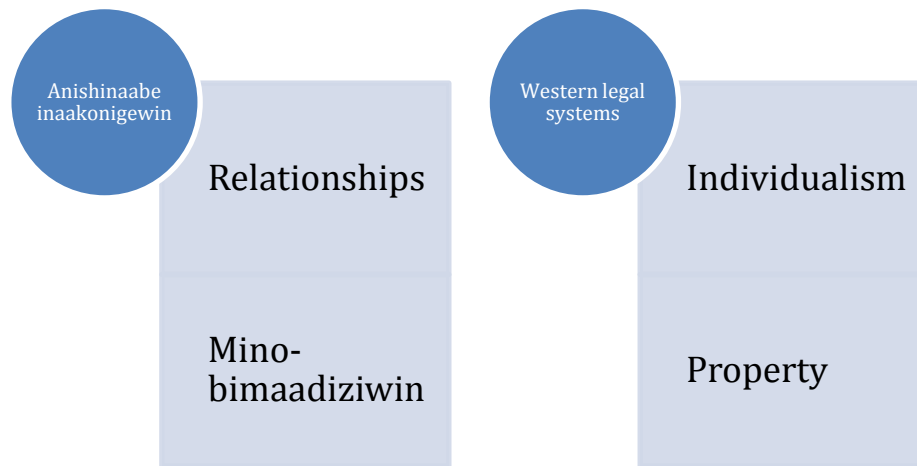 Anishinaabe
inaakonigewin
Relationships
Mino-
bimaadiziwin
Western legal
systems
Individualism
Property